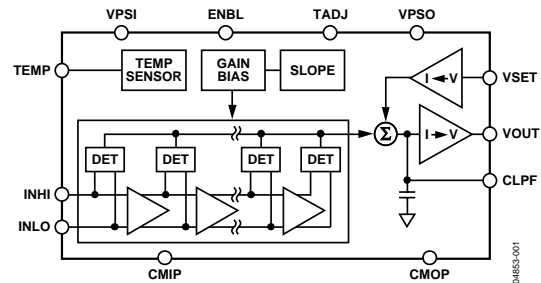 VPSI ENBL TADJ VPSO
TEMP
TEMP SENSOR
GAIN BIAS
SLOPE
I V
VSET
Σ
I V
VOUT
DET DET DET DET
CLPF
INHI
INLO
CMIP CMOP
04853-001